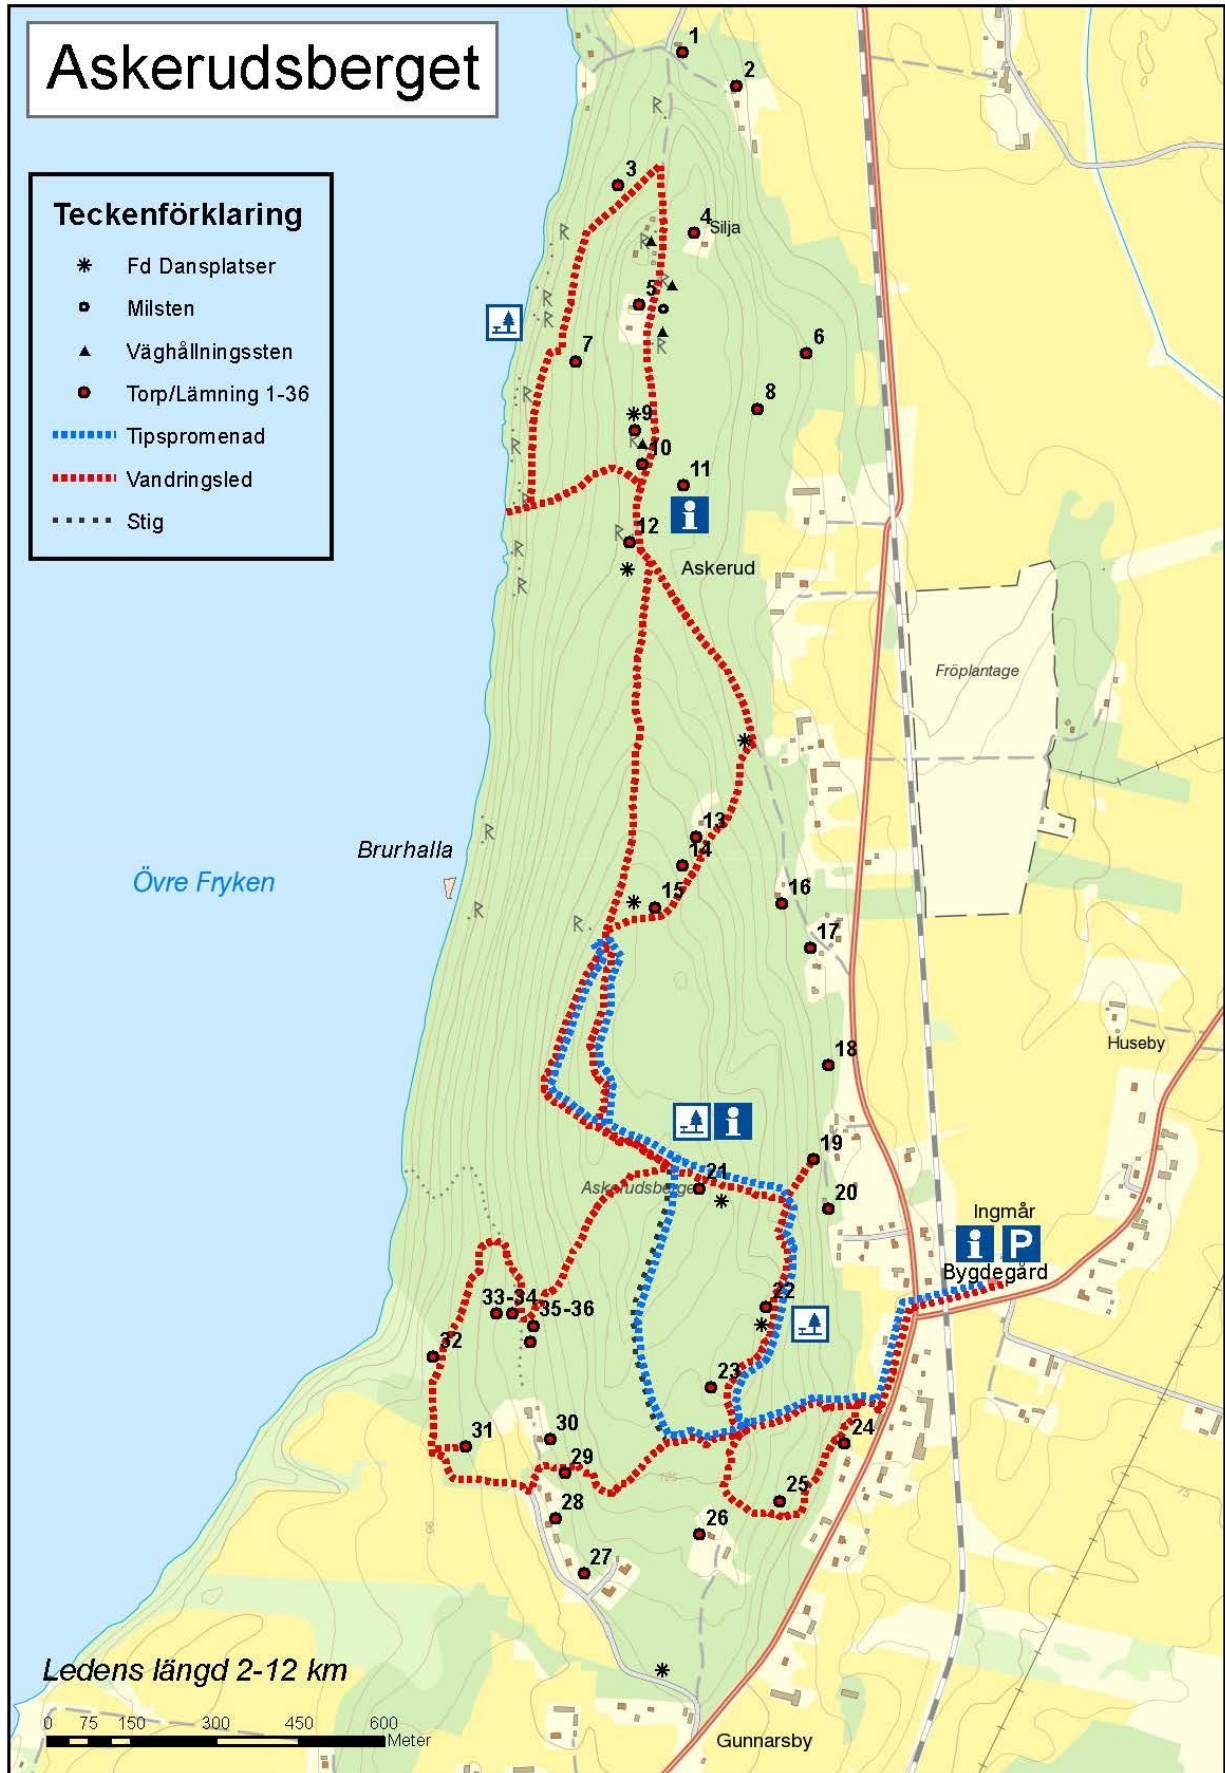 Askerudsberget
Teckenförklaring
Fd Dansplatser
Milsten
Väghållningssten
Torp/Lämning 1-36
Tipspromenad
Vandringsled
Stig
1
2
R
3
4
Silja
R
R
R
5
R
R
R
6
7
8
R
9
R
10
R
11
R
i
12
R
R
R
Askerud
Fröplantage
13
R
Brurhalla
14
Övre Fryken
15
16
R
R
17
Huseby
18
i
19
21
Askerudsberget
20
Ingmår
i P
Bygdegård
22
33-34
35-36
32
23
24
31
30
29
125
25
75
28
26
95
27
Ledens längd 2-12 km
0 75 150 300 450 600
Meter
Gunnarsby